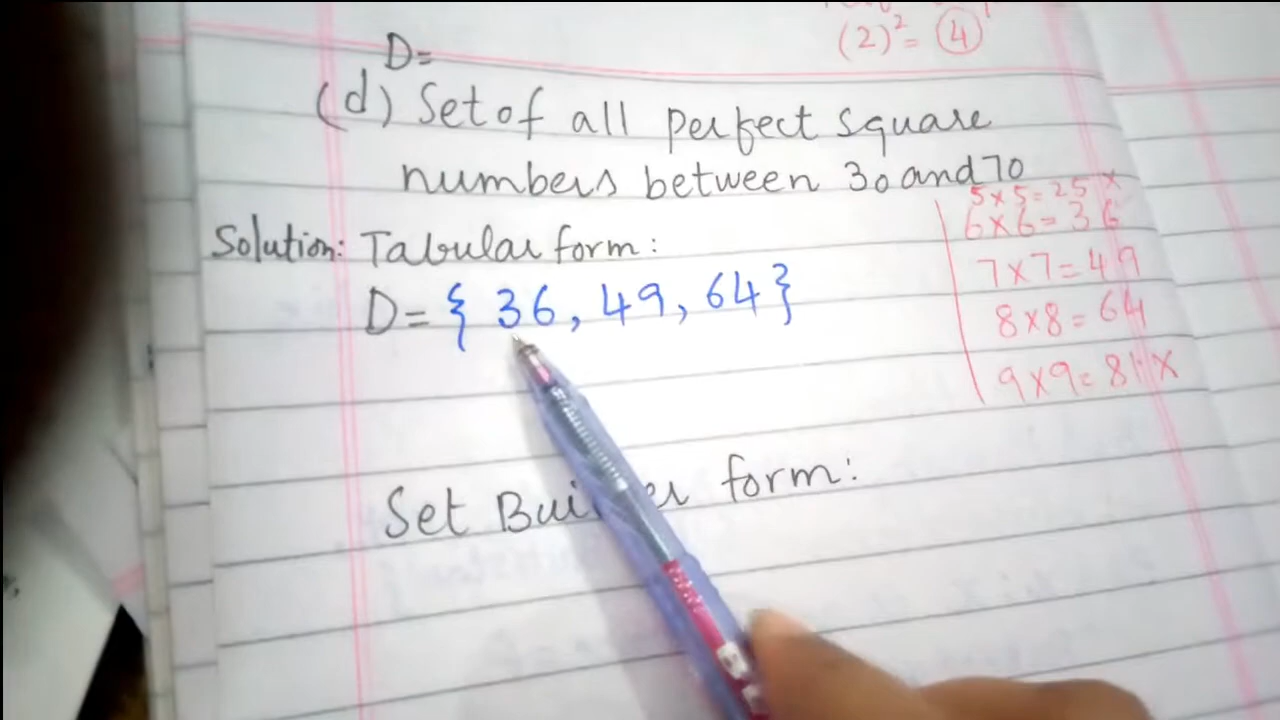 (2)² = 4
D=
(d) Set of all perfect square
numbers between 30 and 70
5×5=25 ×
6×6=36
Solution: Tabular form:
7×7=49
D={ 36, 49, 64}
8×8=64
9×9=81 ×
Set form: